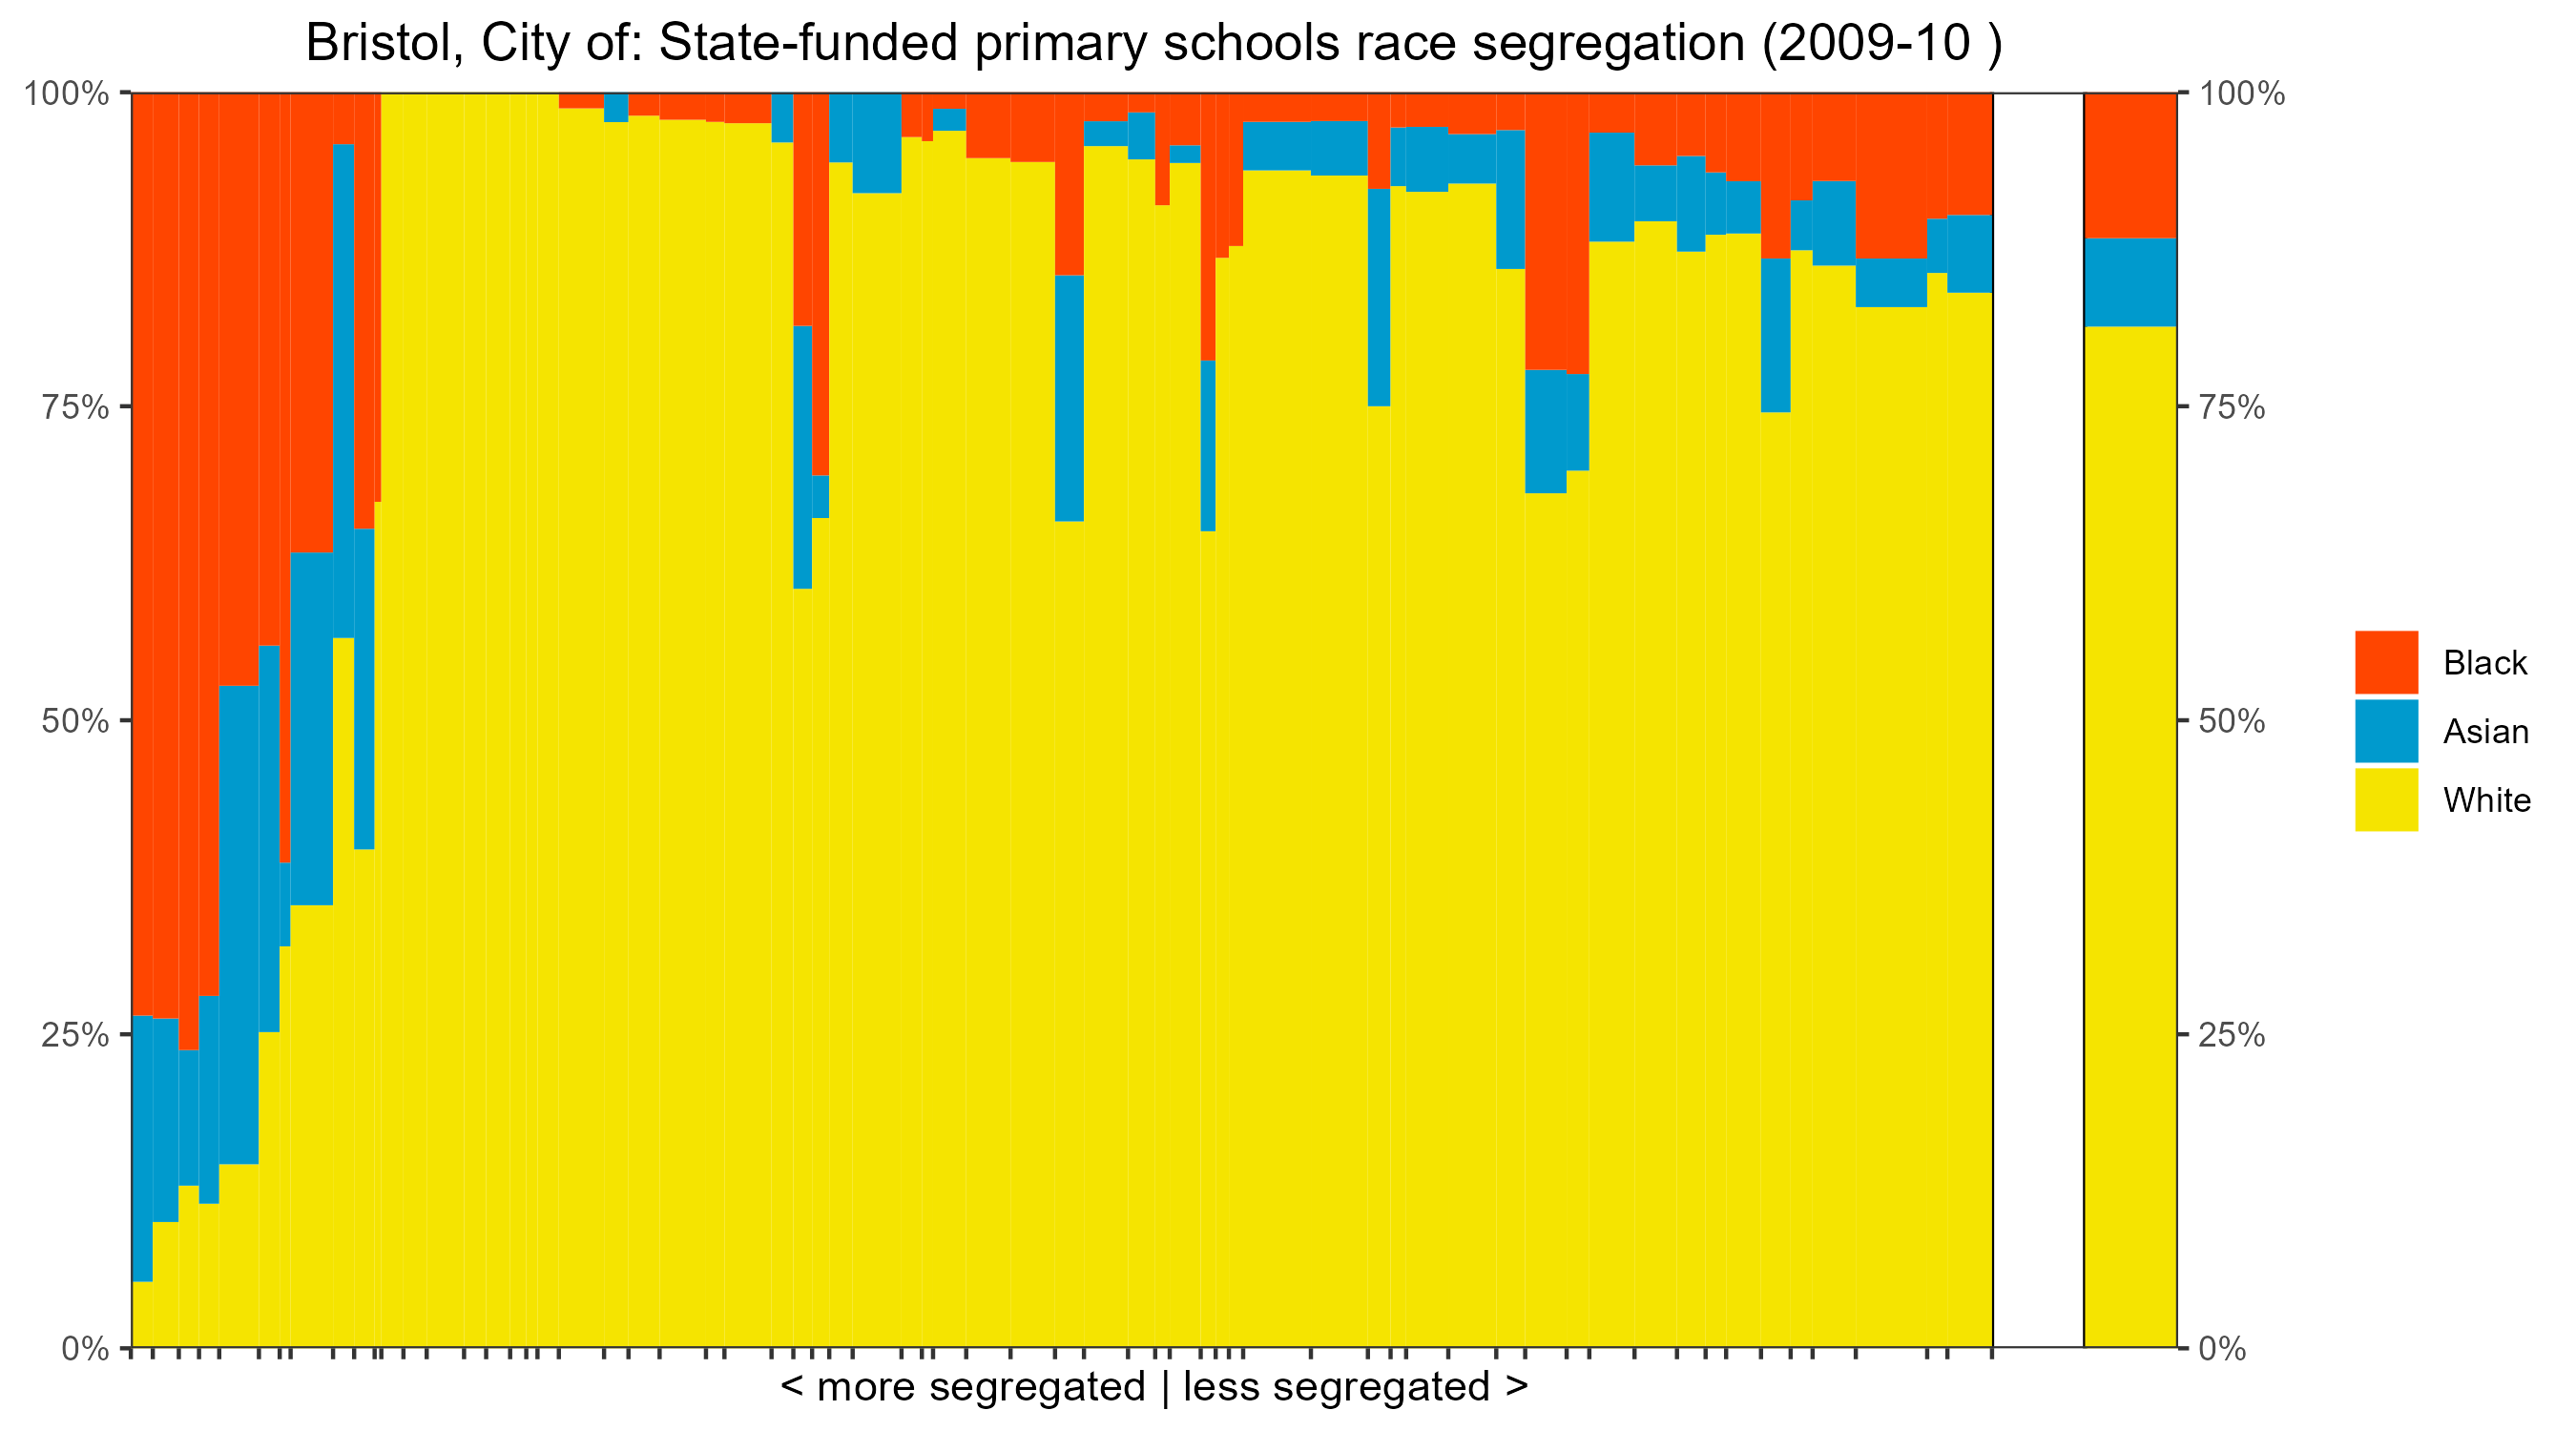 Bristol, City of: State-funded primary schools race segregation (2009-10 )
100%
75%
50%
25%
0%
100%
75%
50%
25%
0%
Black
Asian
White
< more segregated | less segregated >